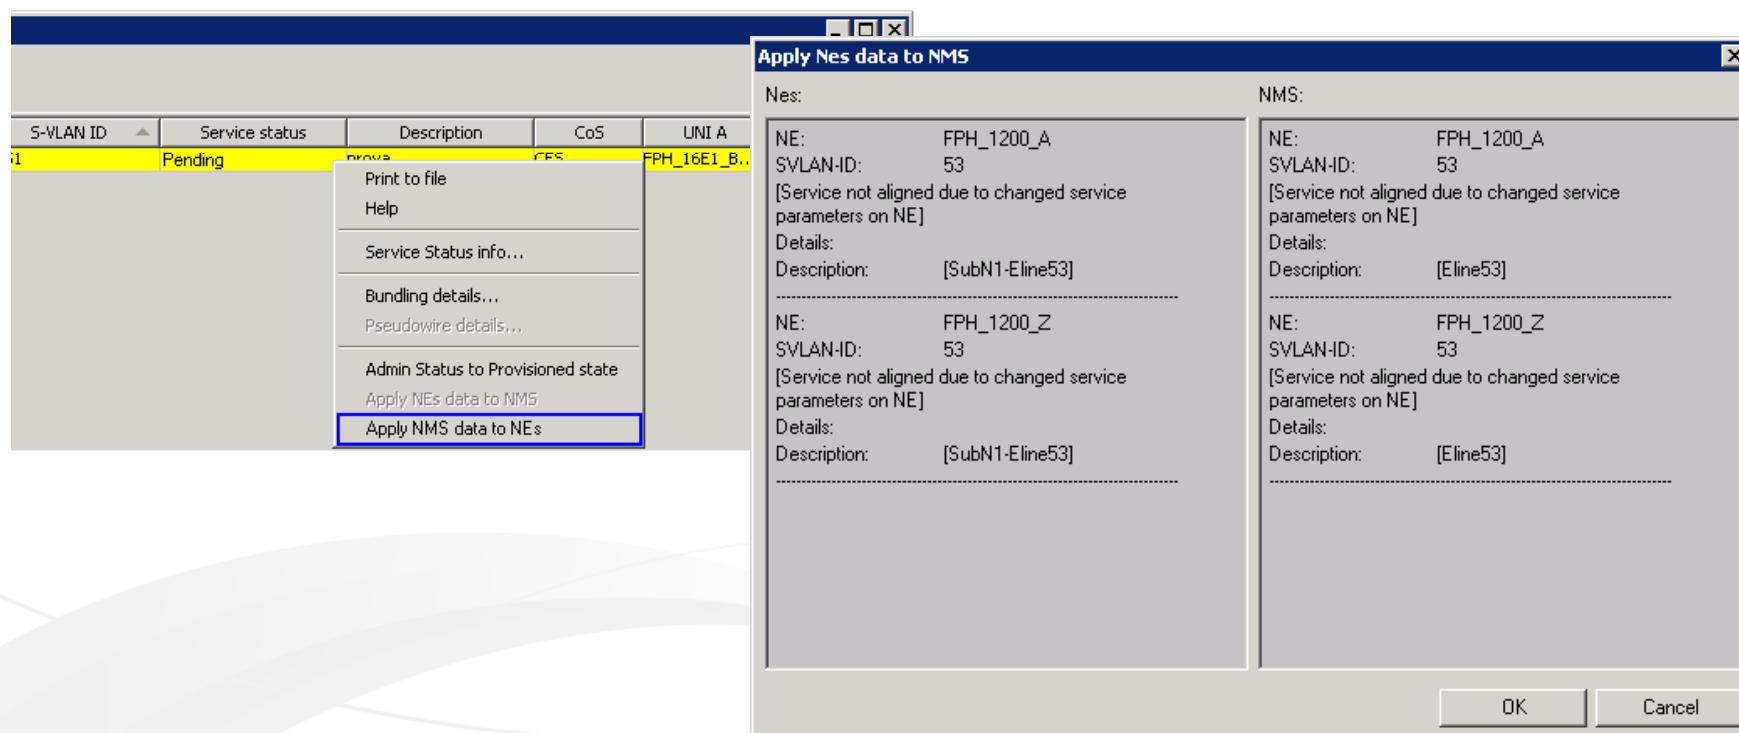 S-VLAN ID Service status Description CoS UNI A
Pending prova CES FPH_16E1_B..
Print to file
Help
Service Status info...
Bundling details...
Pseudowire details...
Admin Status to Provisioned state
Apply NEs data to NMS
Apply NMS data to NEs
Apply Nes data to NMS
Nes:
NE: FPH_1200_A
SVLAN-ID: 53
[Service not aligned due to changed service
parameters on NE]
Details:
Description: [SubN1-Eline53]
NE: FPH_1200_Z
SVLAN-ID: 53
[Service not aligned due to changed service
parameters on NE]
Details:
Description: [SubN1-Eline53]
NMS:
NE: FPH_1200_A
SVLAN-ID: 53
[Service not aligned due to changed service
parameters on NE]
Details:
Description: [Eline53]
NE: FPH_1200_Z
SVLAN-ID: 53
[Service not aligned due to changed service
parameters on NE]
Details:
Description: [Eline53]
OK Cancel